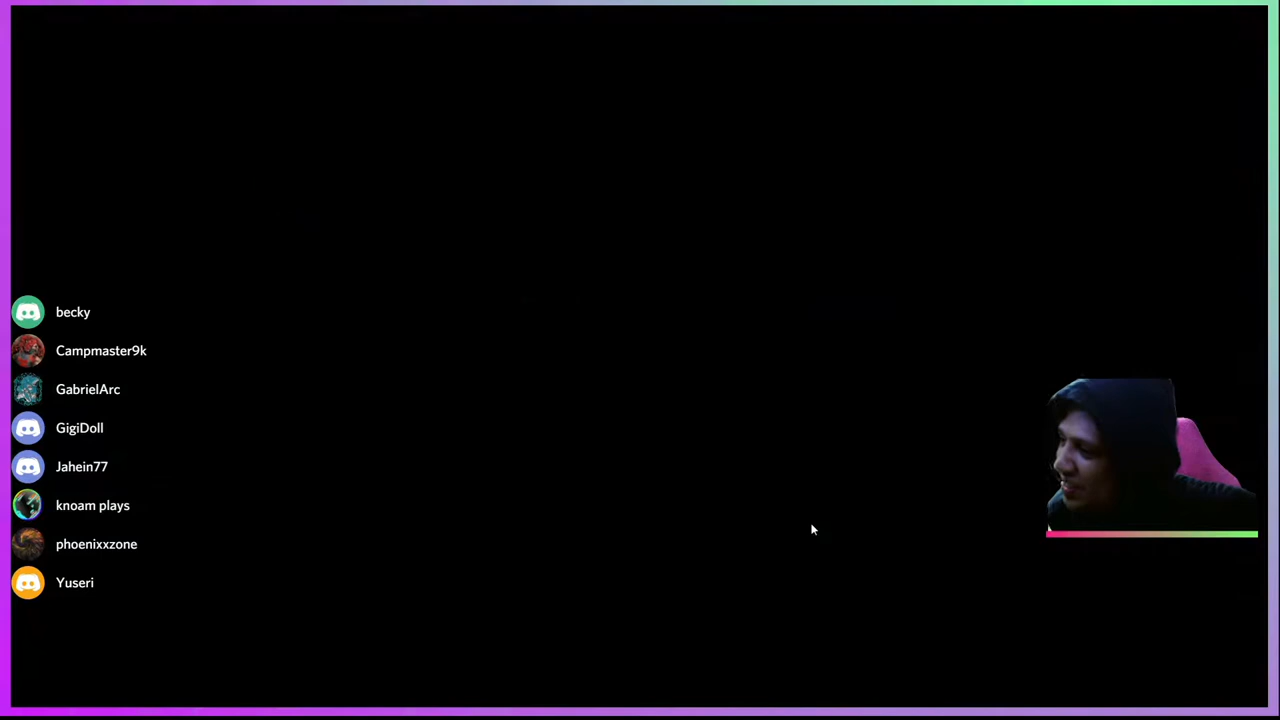 becky
Campmaster9k
GabrielArc
GigiDoll
Jahein77
knoam plays
phoenixxzone
Yuseri